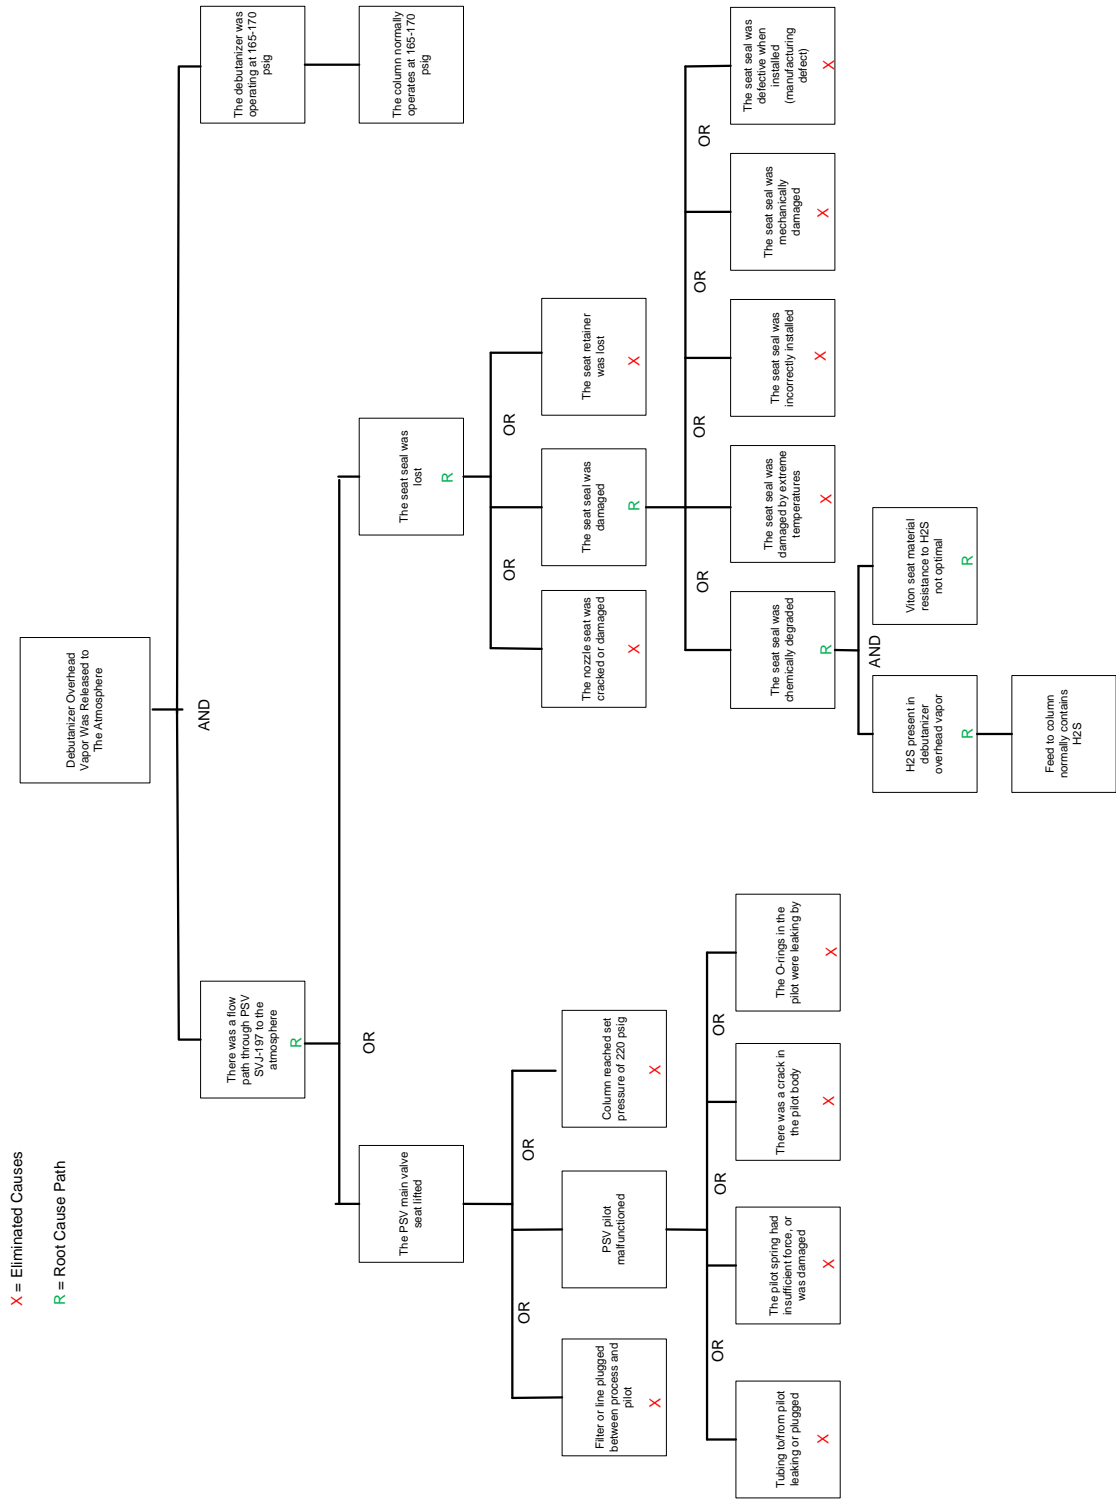 X = Eliminated Causes
R = Root Cause Path
Debutanizer Overhead
Vapor Was Released to
The Atmosphere
AND
There was a flow
path through PSV
SVJ-197 to the
atmosphere
R
The debutanizer was
operating at 165-170
psig
OR
The column normally
operates at 165-170
psig
The PSV main valve
seat lifted
The seat seal was
lost
R
OR
OR
OR
OR
Filter or line plugged
between process and
pilot
X
PSV pilot
malfunctioned
Column reached set
pressure of 220 psig
X
The nozzle seat was
cracked or damaged
X
The seat seal was
damaged
R
The seat retainer
was lost
X
OR
OR
OR
OR
OR
OR
OR
Tubing to/from pilot
leaking or plugged
X
The pilot spring had
insufficient force, or
was damaged
X
There was a crack in
the pilot body
X
The O-rings in the
pilot were leaking by
X
The seat seal was
chemically degraded
R
The seat seal was
damaged by extreme
temperatures
X
The seat seal was
incorrectly installed
X
The seat seal was
mechanically
damaged
X
The seat seal was
defective when
installed
(manufacturing
defect)
X
AND
H2S present in
debutanizer
overhead vapor
R
Viton seat material
resistance to H2S
not optimal
R
Feed to column
normally contains
H2S